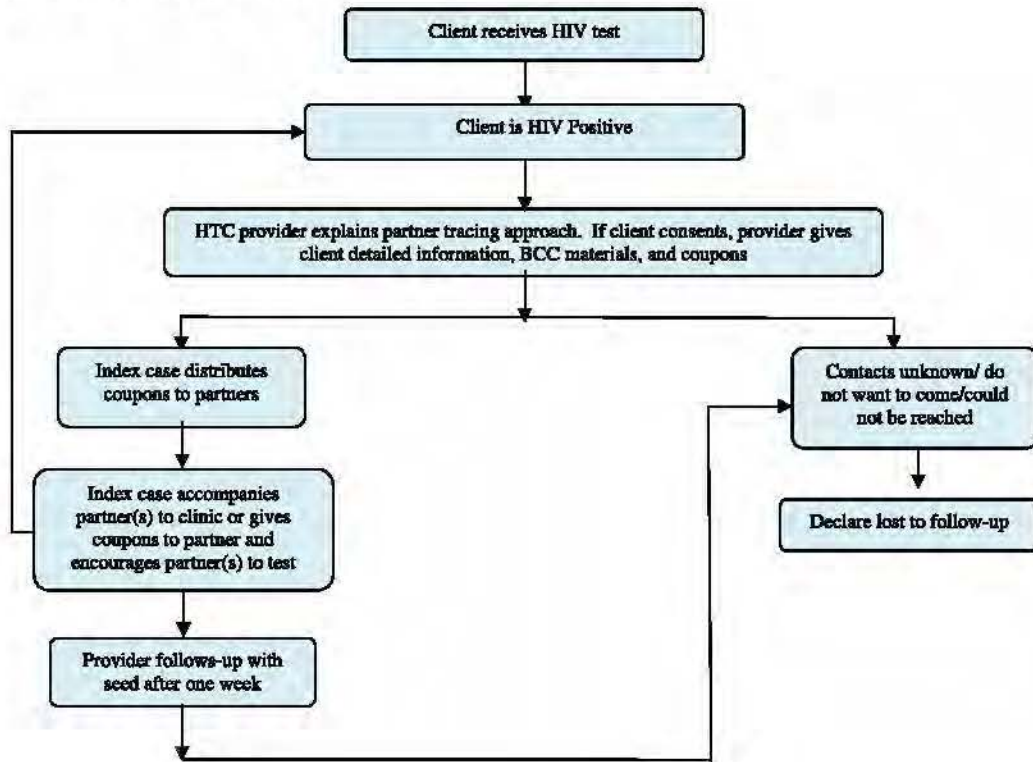 Client receives HIV test
Client is HIV Positive
HTC provider explains partner tracing approach. If client consents, provider gives
client detailed information, BCC materials, and coupons
Index case distributes
coupons to partners
Index case accompanies
partner(s) to clinic or gives
coupons to partner and
encourages partner(s) to test
Provider follows-up with
seed after one week
Contacts unknown/ do
not want to come/could
not be reached
Declare lost to follow-up